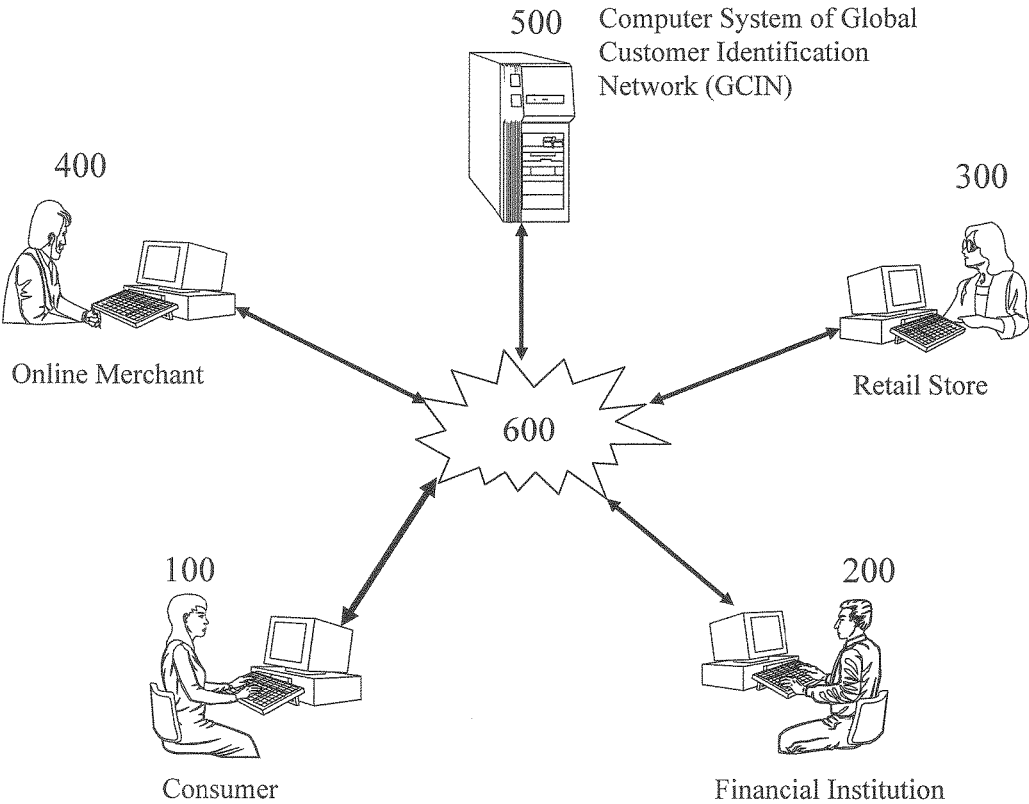 500
Computer System of Global
Customer Identification
Network (GCIN)
400
300
Online Merchant
Retail Store
600
100
200
Consumer
Financial Institution